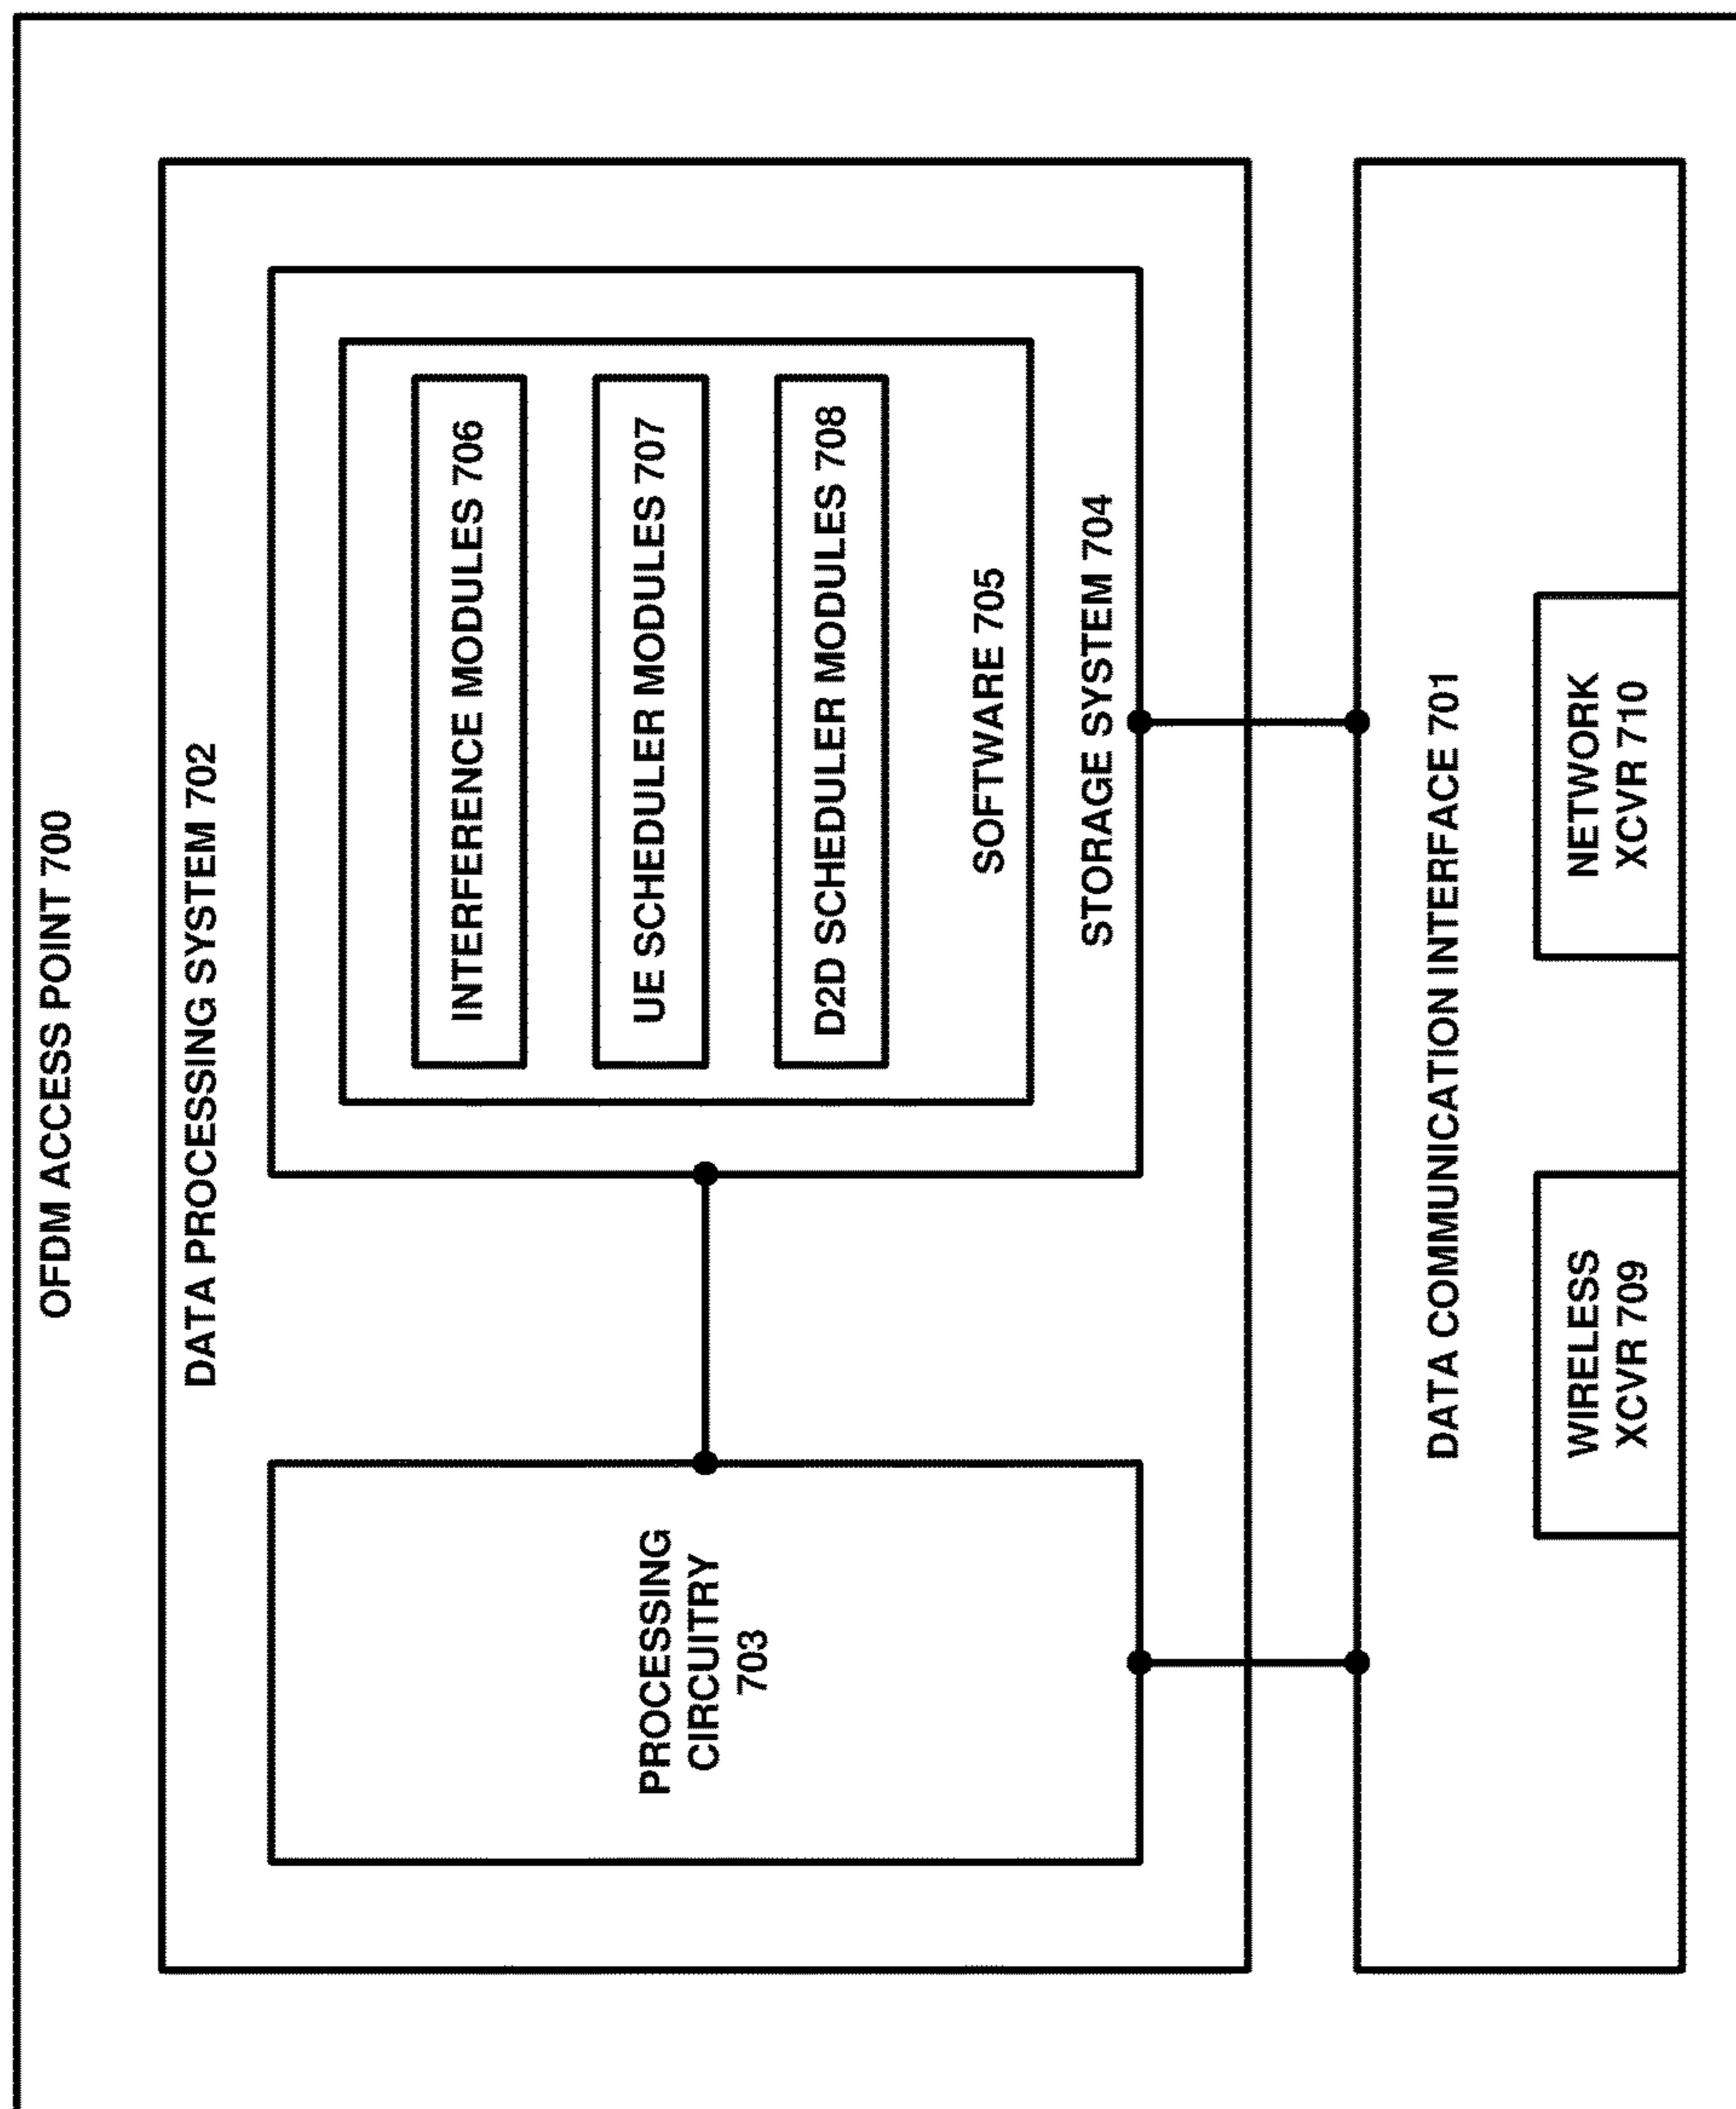 OFDM ACCESS POINT 700
DATA PROCESSING SYSTEM 702
PROCESSING
CIRCUITRY
703
INTERFERENCE MODULES 706
UE SCHEDULER MODULES 707
D2D SCHEDULER MODULES 708
SOFTWARE 705
STORAGE SYSTEM 704
DATA COMMUNICATION INTERFACE 701
WIRELESS
XCVR 709
NETWORK
XCVR 710